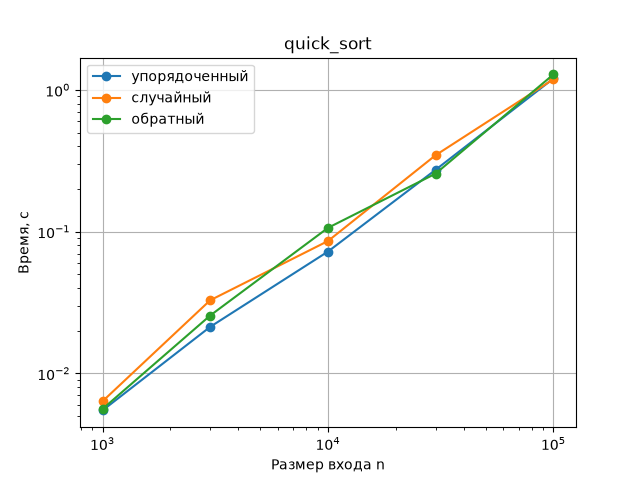 quick_sort
упорядоченный
случайный
обратный
Время, с
10⁰
10⁻¹
10⁻²
10³
10⁴
10⁵
Размер входа n